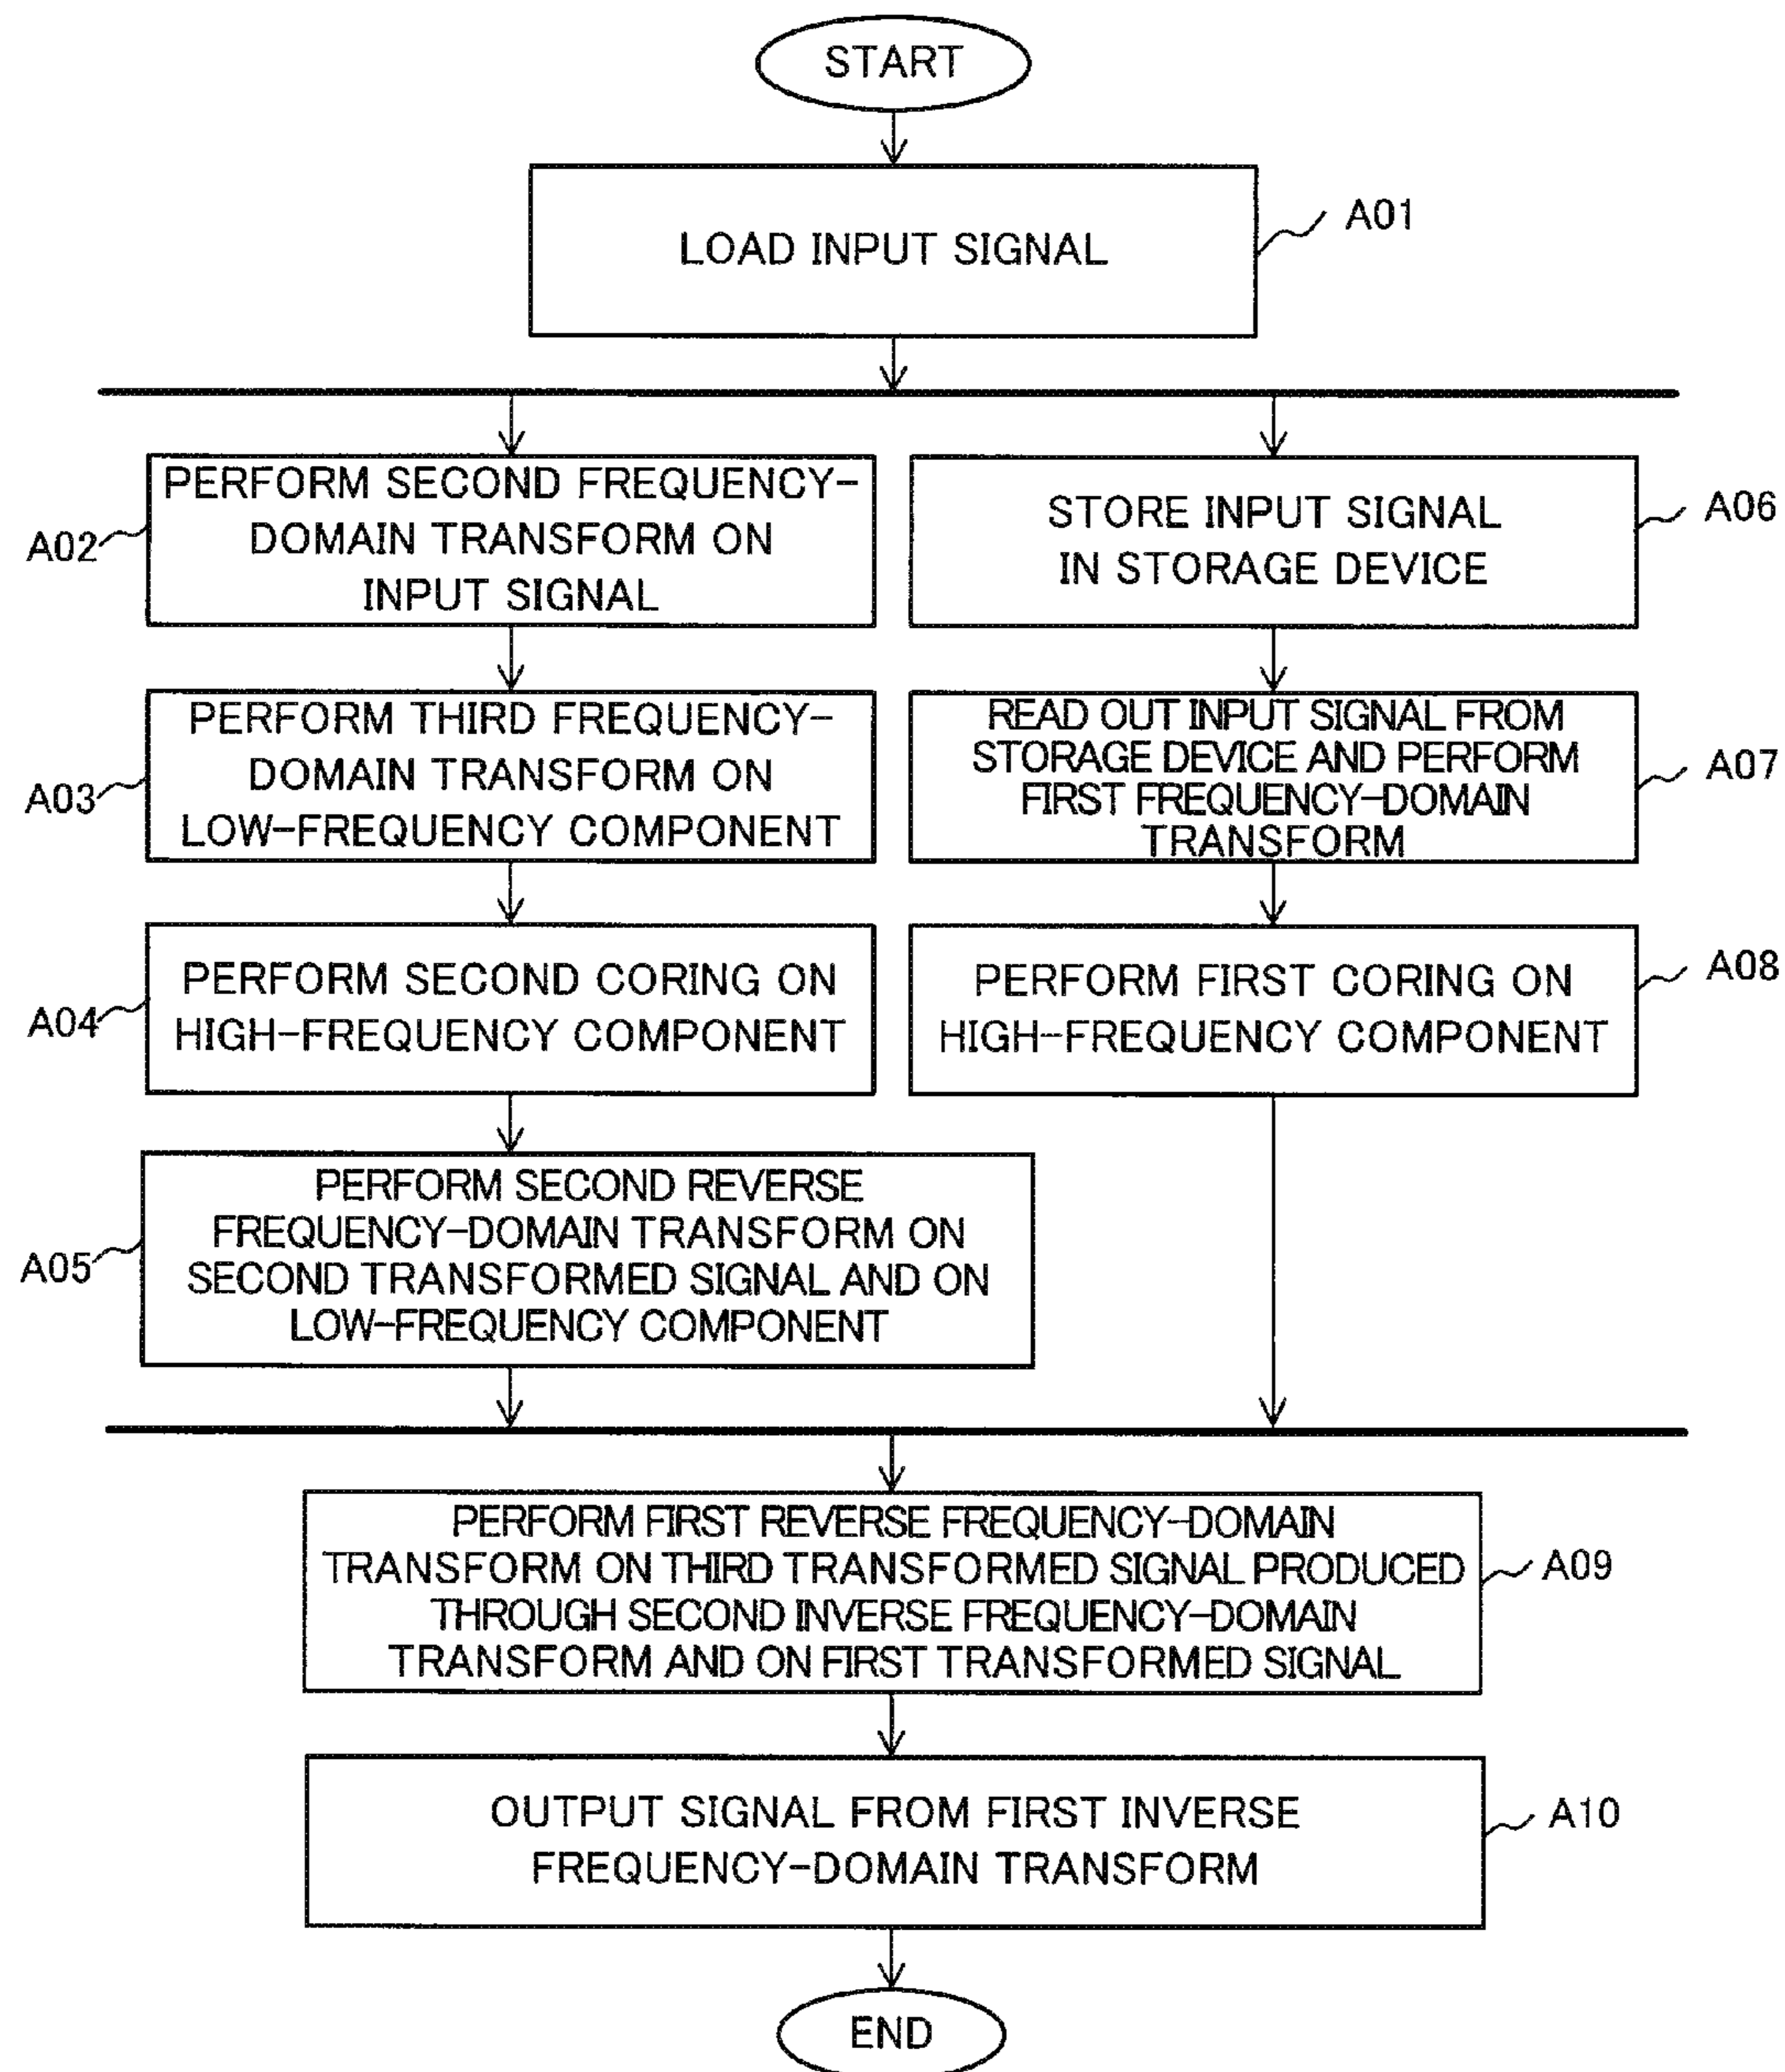 START
LOAD INPUT SIGNAL
A01
PERFORM SECOND FREQUENCY-
DOMAIN TRANSFORM ON
INPUT SIGNAL
A02
PERFORM THIRD FREQUENCY-
DOMAIN TRANSFORM ON
LOW-FREQUENCY COMPONENT
A03
PERFORM SECOND CORING ON
HIGH-FREQUENCY COMPONENT
A04
PERFORM SECOND REVERSE
FREQUENCY-DOMAIN TRANSFORM ON
SECOND TRANSFORMED SIGNAL AND ON
LOW-FREQUENCY COMPONENT
A05
STORE INPUT SIGNAL
IN STORAGE DEVICE
A06
READ OUT INPUT SIGNAL FROM
STORAGE DEVICE AND PERFORM
FIRST FREQUENCY-DOMAIN
TRANSFORM
A07
PERFORM FIRST CORING ON
HIGH-FREQUENCY COMPONENT
A08
PERFORM FIRST REVERSE FREQUENCY-DOMAIN
TRANSFORM ON THIRD TRANSFORMED SIGNAL PRODUCED
THROUGH SECOND INVERSE FREQUENCY-DOMAIN
TRANSFORM AND ON FIRST TRANSFORMED SIGNAL
A09
OUTPUT SIGNAL FROM FIRST INVERSE
FREQUENCY-DOMAIN TRANSFORM
A10
END